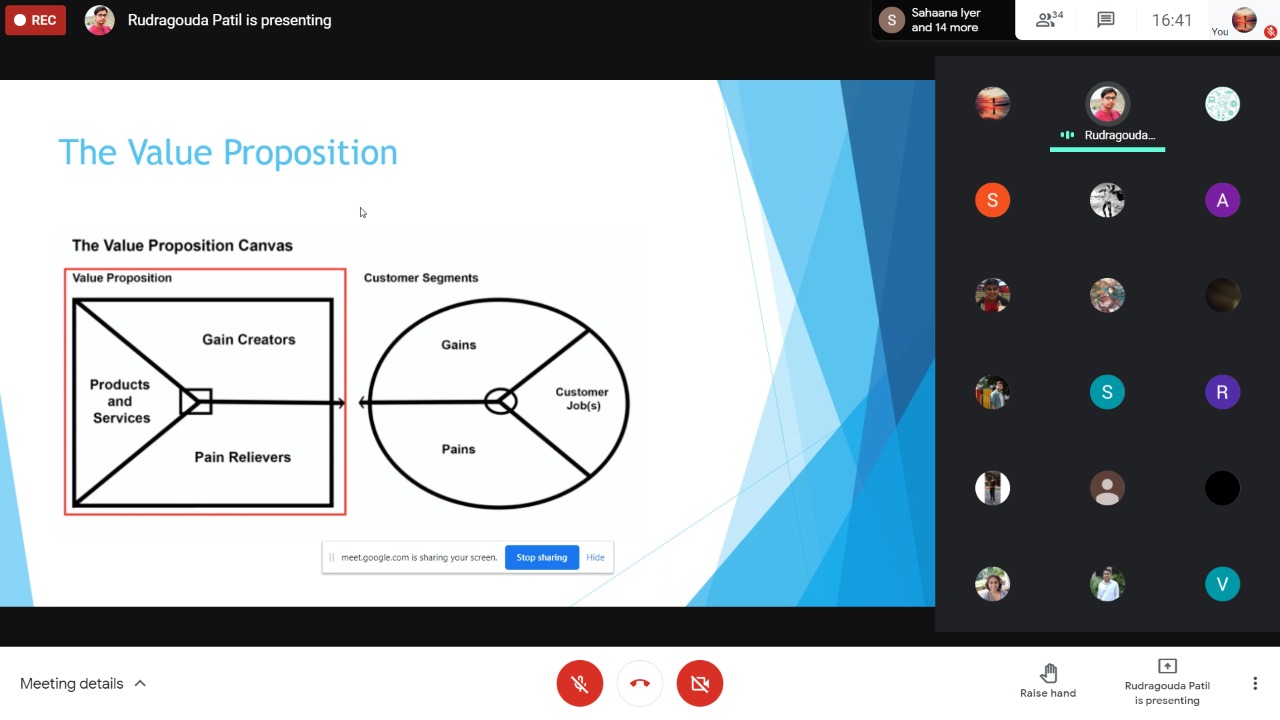 REC
Rudragouda Patil is presenting
Sahaana Iyer
and 14 more
34
16:41
You
The Value Proposition
The Value Proposition Canvas
Value Proposition
Customer Segments
Gain Creators
Products
and
Services
Pain Relievers
Gains
Customer
Job(s)
Pains
meet.google.com is sharing your screen.
Stop sharing
Hide
S
Rudragouda...
S
A
S
R
V
Meeting details
Raise hand
Rudragouda Patil
is presenting